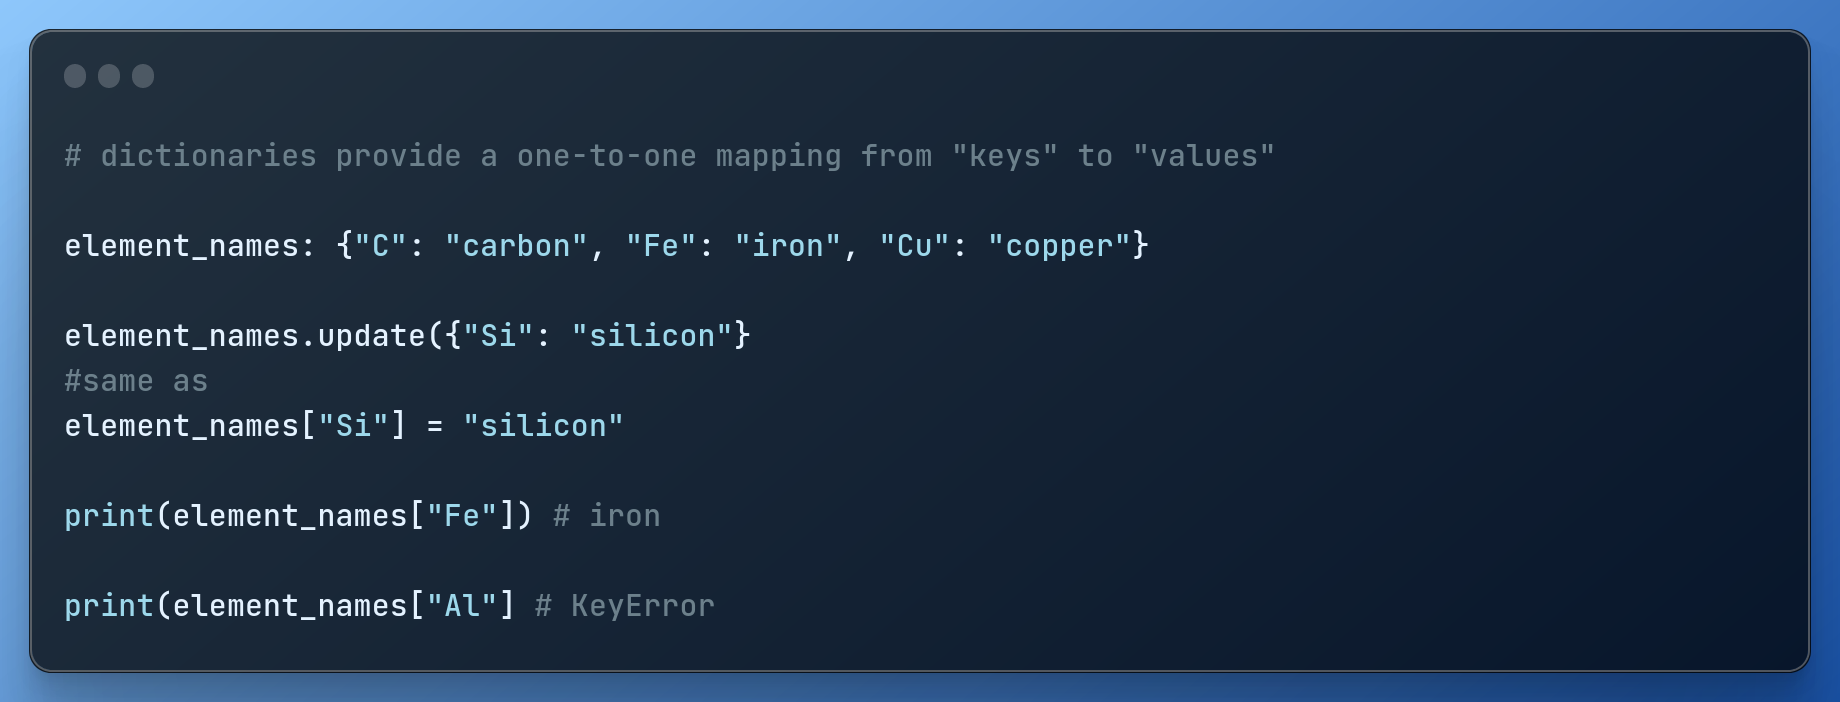 # dictionaries provide a one-to-one mapping from "keys" to "values"
element_names: {"C": "carbon", "Fe": "iron", "Cu": "copper"}
element_names.update({"Si": "silicon"}
#same as
element_names["Si"] = "silicon"
print(element_names["Fe"]) # iron
print(element_names["Al"] # KeyError